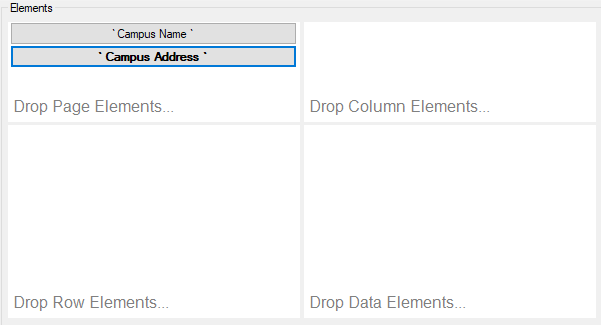 Elements
` Campus Name `
` Campus Address `
Drop Page Elements...
Drop Column Elements...
Drop Row Elements...
Drop Data Elements...